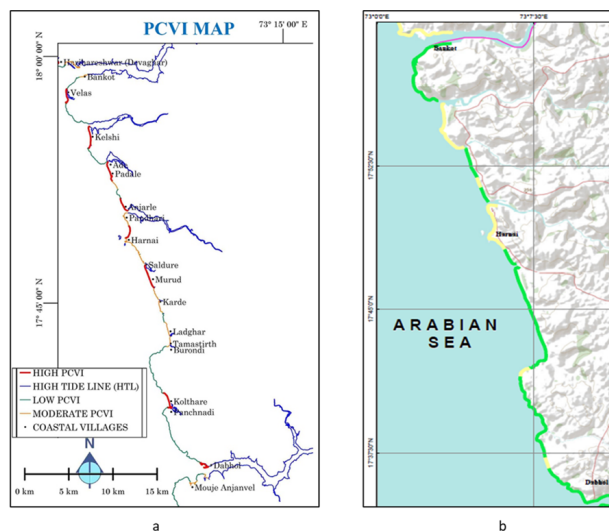 PCVI MAP
73° 15' 00"E
18° 00' 00"N
Harihareshwar (Devaghar)
Bankot
Velas
Kelshi
Ade
Padale
Anjarle
Pajdhari
Harnai
Saldure
Murud
Karde
17° 45' 00"N
Ladghar
Tamastirth
Burondi
Kolthare
Panchnadi
Dabhol
Mouje Anjanvel
HIGH PCVI
HIGH TIDE LINE (HTL)
LOW PCVI
MODERATE PCVI
COASTAL VILLAGES
N
0 km 5 km 10 km 15 km
a
73°0'0"E
73°7'30"E
Bankot
17°52'30"N
Harnai
17°45'0"N
ARABIAN
SEA
17°37'30"N
Dabhol
b